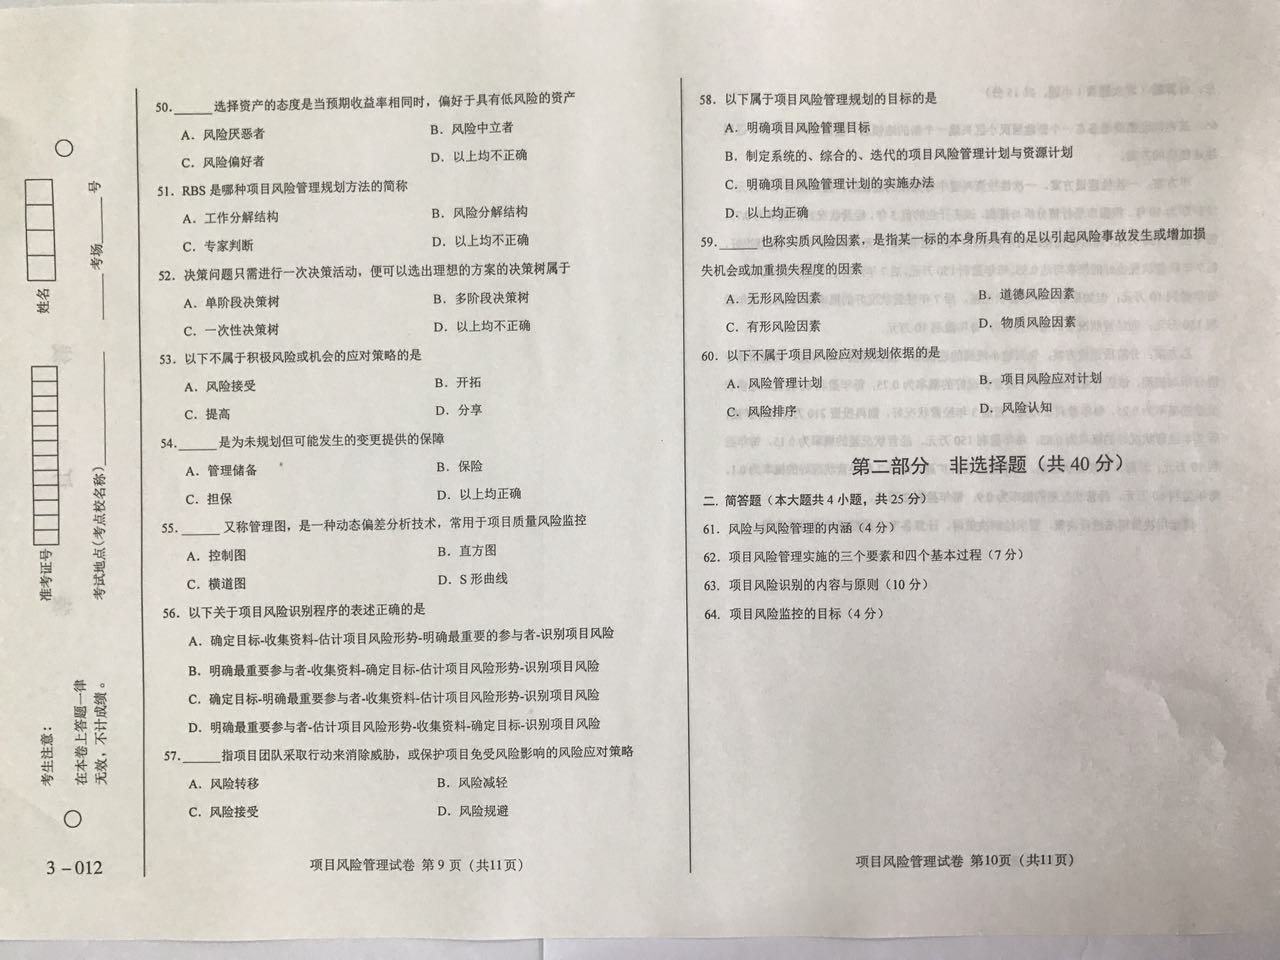 姓名
考场
号
准考证号
考试地点(考点校名称)
考生注意：
在本卷上答题一律
无效，不计成绩。
3－012
50.______选择资产的态度是当预期收益率相同时，偏好于具有低风险的资产
A．风险厌恶者 B．风险中立者
C．风险偏好者 D．以上均不正确
51．RBS 是哪种项目风险管理规划方法的简称
A．工作分解结构 B．风险分解结构
C．专家判断 D．以上均不正确
52．决策问题只需进行一次决策活动，便可以选出理想的方案的决策树属于
A．单阶段决策树 B．多阶段决策树
C．一次性决策树 D．以上均不正确
53．以下不属于积极风险或机会的应对策略的是
A．风险接受 B．开拓
C．提高 D．分享
54.______是为未规划但可能发生的变更提供的保障
A．管理储备 B．保险
C．担保 D．以上均正确
55.______又称管理图，是一种动态偏差分析技术，常用于项目质量风险监控
A．控制图 B．直方图
C．横道图 D．S 形曲线
56．以下关于项目风险识别程序的表述正确的是
A．确定目标-收集资料-估计项目风险形势-明确最重要的参与者-识别项目风险
B．明确最重要参与者-收集资料-确定目标-估计项目风险形势-识别项目风险
C．确定目标-明确最重要参与者-收集资料-估计项目风险形势-识别项目风险
D．明确最重要参与者-估计项目风险形势-收集资料-确定目标-识别项目风险
57.______指项目团队采取行动来消除威胁，或保护项目免受风险影响的风险应对策略
A．风险转移 B．风险减轻
C．风险接受 D．风险规避
项目风险管理试卷 第 9 页（共11页）
58．以下属于项目风险管理规划的目标的是
A．明确项目风险管理目标
B．制定系统的、综合的、迭代的项目风险管理计划与资源计划
C．明确项目风险管理计划的实施办法
D．以上均正确
59.______也称实质风险因素，是指某一标的本身所具有的足以引起风险事故发生或增加损
失机会或加重损失程度的因素
A．无形风险因素 B．道德风险因素
C．有形风险因素 D．物质风险因素
60．以下不属于项目风险应对规划依据的是
A．风险管理计划 B．项目风险应对计划
C．风险排序 D．风险认知
第二部分 非选择题（共 40 分）
二．简答题（本大题共 4 小题，共 25 分）
61．风险与风险管理的内涵（4 分）
62．项目风险管理实施的三个要素和四个基本过程（7 分）
63．项目风险识别的内容与原则（10 分）
64．项目风险监控的目标（4 分）
项目风险管理试卷 第10页（共11页）